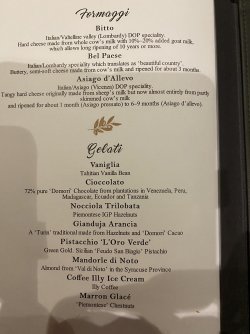 Formaggi
Bitto
Italian/Valtelline valley (Lombardy) DOP specialty.
Hard cheese made from whole cow's milk with 10%–20% added goat milk,
which allows long ripening of 10 years or more.
Bel Paese
Italian/Lombardy speciality which translates as 'beautiful country'
Buttery, semi-soft cheese made from cow's milk and ripened for about 3 months.
Asiago d'Allevo
Italian/Asiago (Vicenza) DOP specialty.
Tangy hard cheese originally made from sheep's milk but now almost entirely from partly
skimmed cow's milk
and ripened for about 1 month (Asiago pressato) to 6–9 months (Asiago d'allevo).
Gelati
Vaniglia
Tahitian Vanilla Bean
Cioccolato
72% pure 'Domori' Chocolate from plantations in Venezuela, Peru,
Madagascar, Ecuador and Tanzania
Nocciola Trilobata
Piemontese IGP Hazelnuts
Gianduja Arancia
A 'Turin' traditional made from Hazelnuts and 'Domori' Cacao
Pistacchio 'L'Oro Verde'
Green Gold. Sicilian 'Feudo San Biagio' Pistachio
Mandorle di Noto
Almond from 'Val di Noto' in the Syracuse Province
Coffee Illy Ice Cream
Illy Coffee
Marron Glacé
'Piemontese' Chestnuts